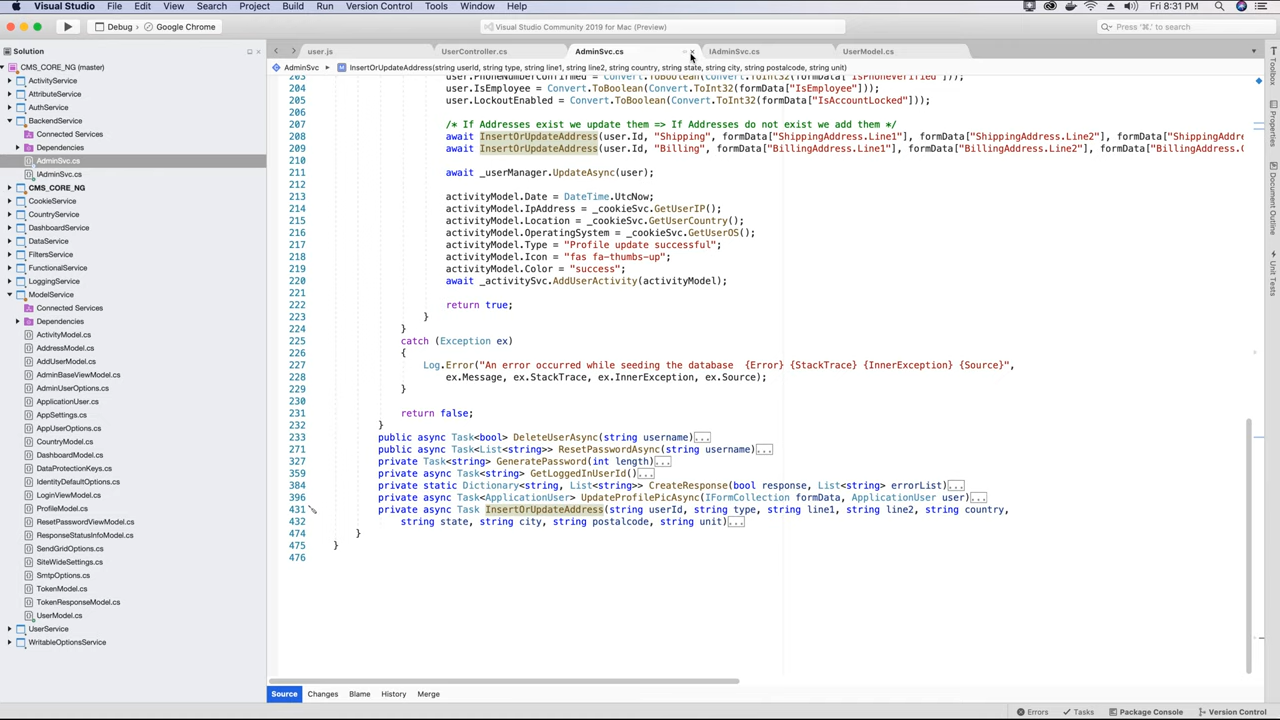 Visual Studio File Edit View Search Project Build Run Version Control Tools Window Help Fri 8:31 PM
Debug Google Chrome Visual Studio Community 2019 for Mac (Preview) Press '⌘.' to search
Solution
user.js UserController.cs AdminSvc.cs IAdminSvc.cs UserModel.cs
AdminSvc InsertOrUpdateAddress(string userId, string type, string line1, string line2, string country, string state, string city, string postalcode, string unit)
CMS_CORE_NG (master)
ActivityService
AttributeService
AuthService
BackendService
Connected Services
Dependencies
AdminSvc.cs
IAdminSvc.cs
CMS_CORE_NG
CookieService
CountryService
DashboardService
DataService
FiltersService
FunctionalService
LoggingService
ModelService
Connected Services
Dependencies
ActivityModel.cs
AddressModel.cs
AddUserModel.cs
AdminBaseViewModel.cs
AdminUserOptions.cs
ApplicationUser.cs
AppSettings.cs
AppUserOptions.cs
CountryModel.cs
DashboardModel.cs
DataProtectionKeys.cs
IdentityDefaultOptions.cs
LoginViewModel.cs
ProfileModel.cs
ResetPasswordViewModel.cs
ResponseStatusInfoModel.cs
SendGridOptions.cs
SiteWideSettings.cs
SmtpOptions.cs
TokenModel.cs
TokenResponseModel.cs
UserModel.cs
UserService
WritableOptionsService
203 user.PhoneNumberConfirmed = Convert.ToBoolean(formData["IsPhoneVerified"]);
204 user.IsEmployee = Convert.ToBoolean(Convert.ToInt32(formData["IsEmployee"]));
205 user.LockoutEnabled = Convert.ToBoolean(Convert.ToInt32(formData["IsAccountLocked"]));
206
207 /* If Addresses exist we update them => If Addresses do not exist we add them */
208 await InsertOrUpdateAddress(user.Id, "Shipping", formData["ShippingAddress.Line1"], formData["ShippingAddress.Line2"], formData["ShippingAddre
209 await InsertOrUpdateAddress(user.Id, "Billing", formData["BillingAddress.Line1"], formData["BillingAddress.Line2"], formData["BillingAddress.C
210
211 await _userManager.UpdateAsync(user);
212
213 activityModel.Date = DateTime.UtcNow;
214 activityModel.IpAddress = _cookieSvc.GetUserIP();
215 activityModel.Location = _cookieSvc.GetUserCountry();
216 activityModel.OperatingSystem = _cookieSvc.GetUserOS();
217 activityModel.Type = "Profile update successful";
218 activityModel.Icon = "fas fa-thumbs-up";
219 activityModel.Color = "success";
220 await _activitySvc.AddUserActivity(activityModel);
221
222 return true;
223 }
224 }
225 catch (Exception ex)
226 {
227 Log.Error("An error occurred while seeding the database {Error} {StackTrace} {InnerException} {Source}",
228 ex.Message, ex.StackTrace, ex.InnerException, ex.Source);
229 }
230
231 return false;
232 }
233 public async Task<bool> DeleteUserAsync(string username)...
271 public async Task<List<string>> ResetPasswordAsync(string username)...
327 private Task<string> GeneratePassword(int length)...
359 private async Task<string> GetLoggedInUserId()...
384 private static Dictionary<string, List<string>> CreateResponse(bool response, List<string> errorList)...
396 private async Task<ApplicationUser> UpdateProfilePicAsync(IFormCollection formData, ApplicationUser user)...
431 private async Task InsertOrUpdateAddress(string userId, string type, string line1, string line2, string country,
432 string state, string city, string postalcode, string unit)...
474 }
475 }
476
Toolbox
Properties
Document Outline
Unit Tests
Source Changes Blame History Merge
Errors Tasks Package Console Version Control